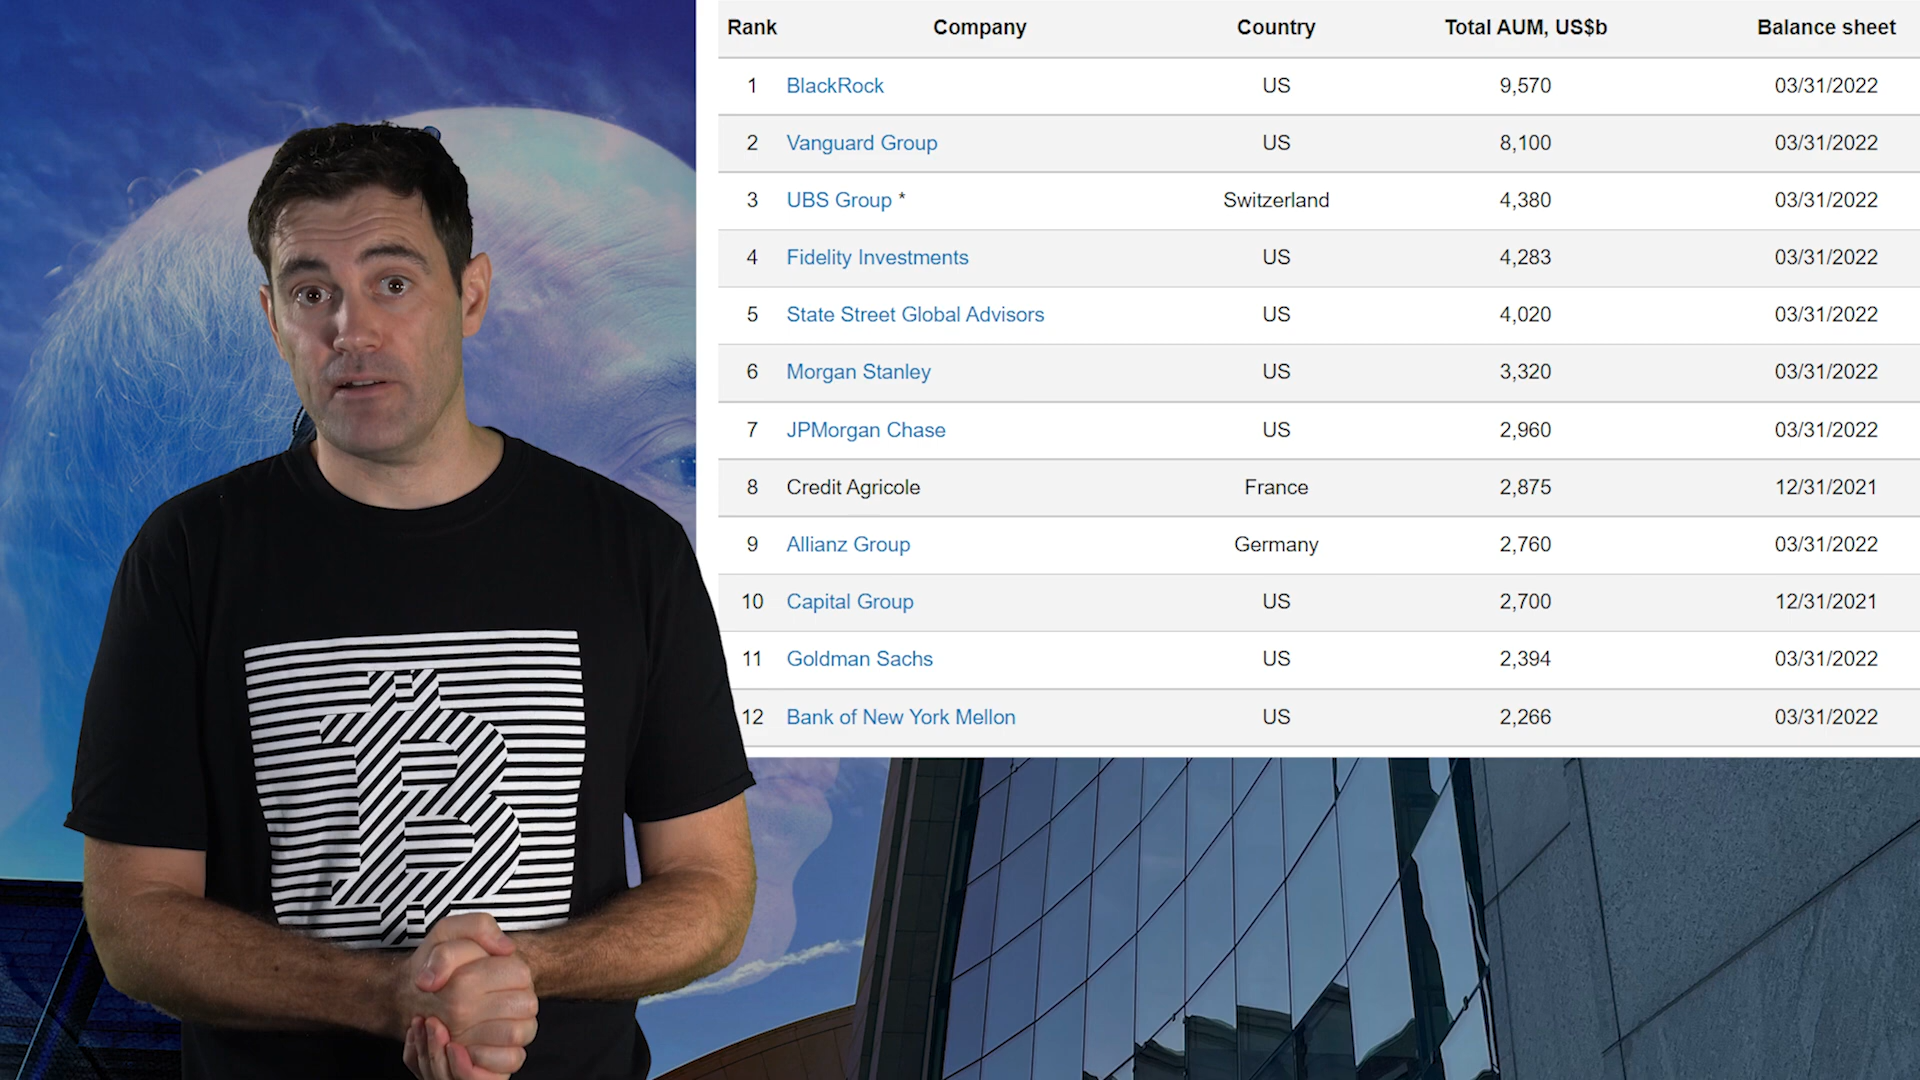 Rank Company Country Total AUM, US$b Balance sheet
1 BlackRock US 9,570 03/31/2022
2 Vanguard Group US 8,100 03/31/2022
3 UBS Group * Switzerland 4,380 03/31/2022
4 Fidelity Investments US 4,283 03/31/2022
5 State Street Global Advisors US 4,020 03/31/2022
6 Morgan Stanley US 3,320 03/31/2022
7 JPMorgan Chase US 2,960 03/31/2022
8 Credit Agricole France 2,875 12/31/2021
9 Allianz Group Germany 2,760 03/31/2022
10 Capital Group US 2,700 12/31/2021
11 Goldman Sachs US 2,394 03/31/2022
12 Bank of New York Mellon US 2,266 03/31/2022